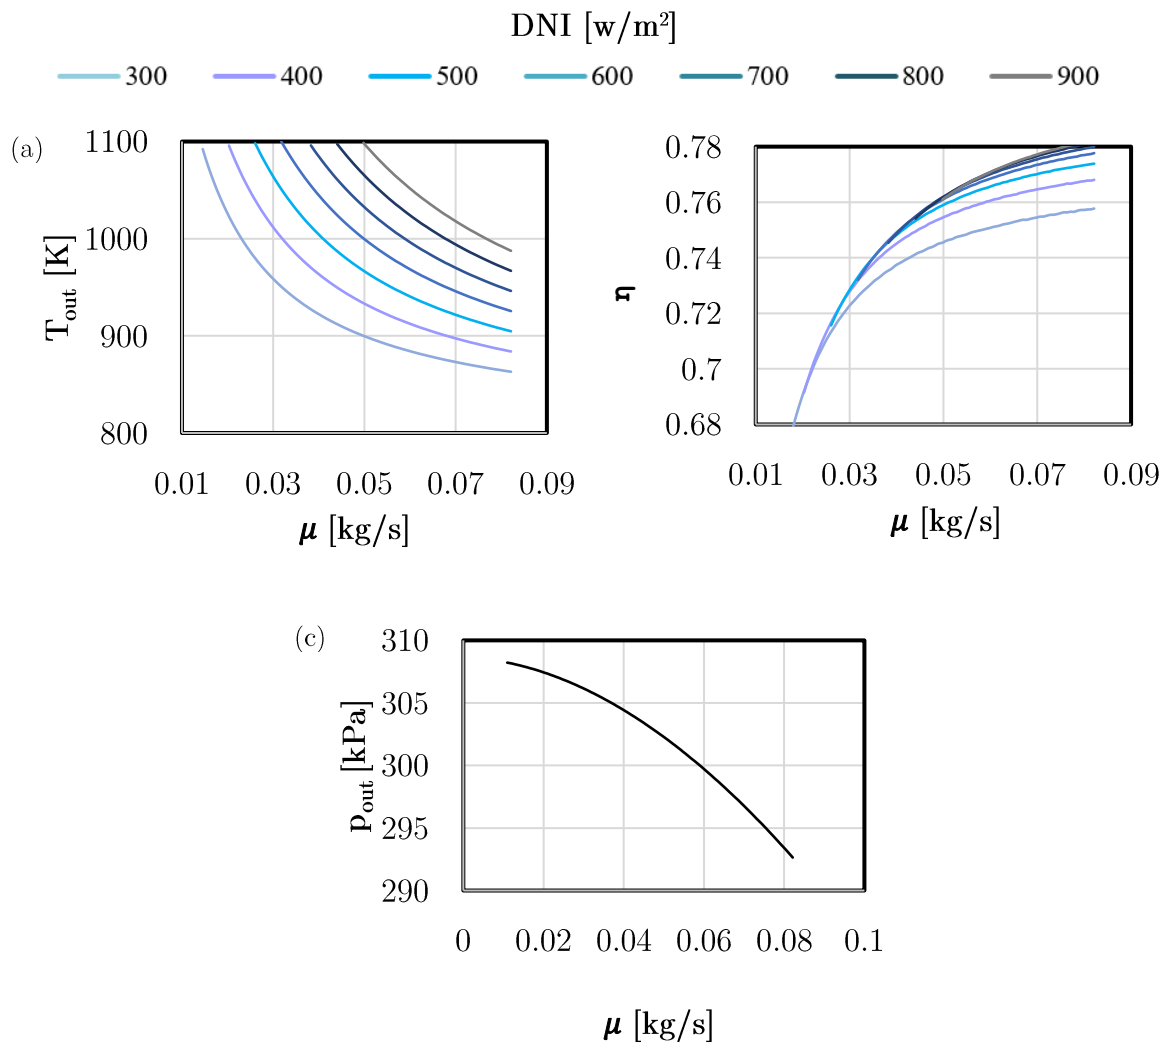 DNI [w/m²]
300 400 500 600 700 800 900
(a)
1100
1000
900
800
T_out [K]
0.01 0.03 0.05 0.07 0.09
μ [kg/s]
0.78
0.76
0.74
0.72
0.7
0.68
η
0.01 0.03 0.05 0.07 0.09
μ [kg/s]
(c)
310
305
300
295
290
p_out [kPa]
0 0.02 0.04 0.06 0.08 0.1
μ [kg/s]